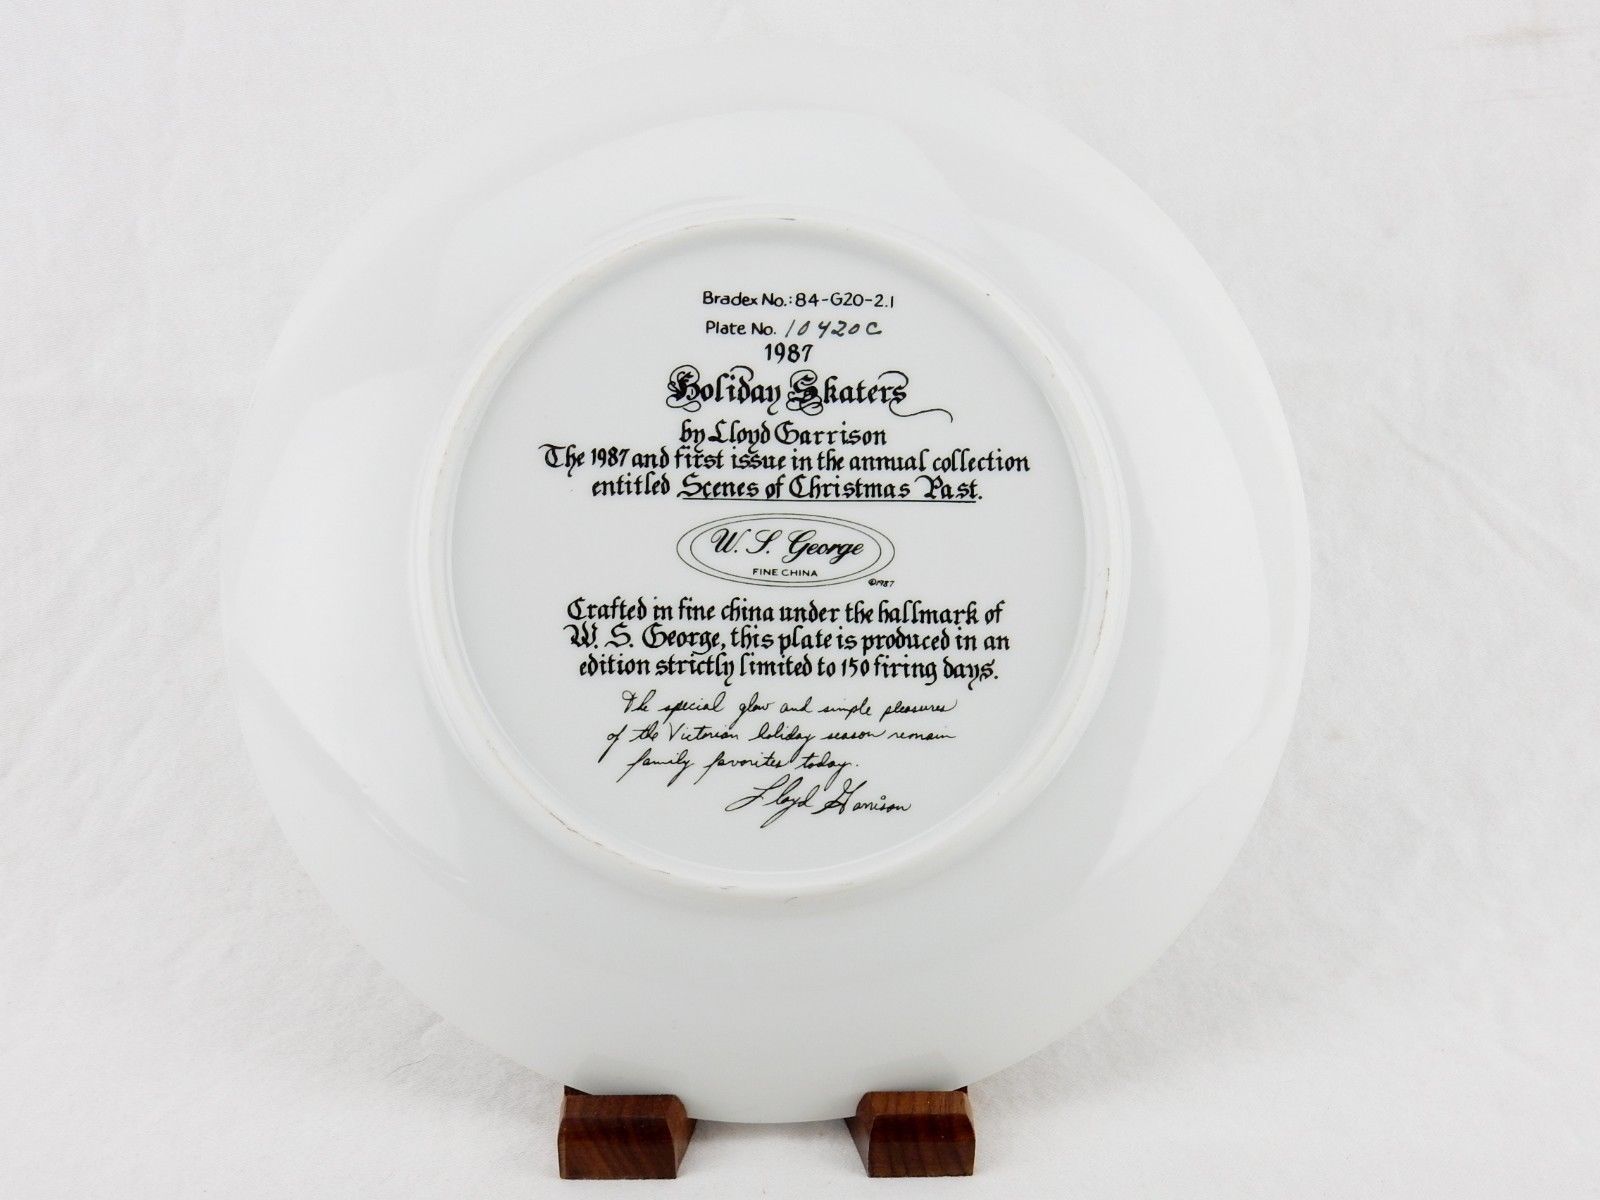 Bradex No.: 84-G20-2.1
Plate No. 10420C
1987
Holiday Skaters
by Lloyd Garrison
The 1987 and first issue in the annual collection
entitled Scenes of Christmas Past.
W. S. George
FINE CHINA
©1987
Crafted in fine china under the hallmark of
W. S. George, this plate is produced in an
edition strictly limited to 150 firing days.
The special glow and simple pleasures
of the Victorian holiday season remain
family favorites today.
Lloyd Garrison